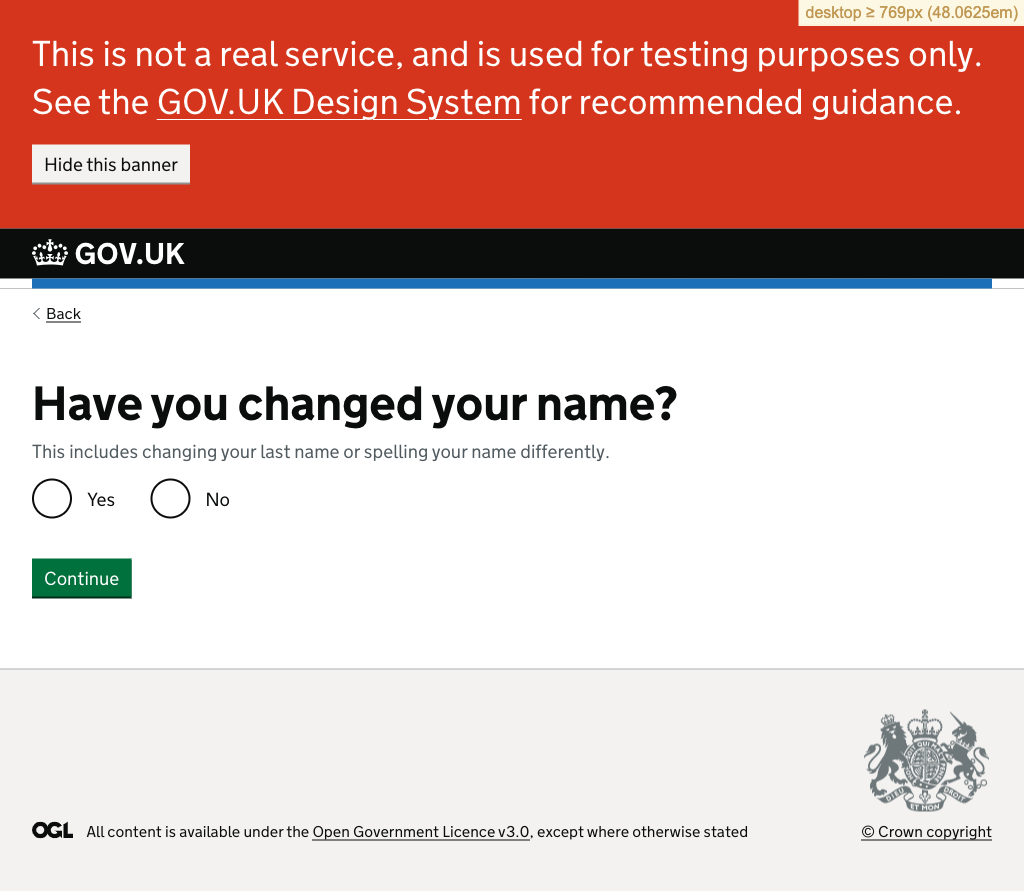 desktop ≥ 769px (48.0625em)
This is not a real service, and is used for testing purposes only.
See the GOV.UK Design System for recommended guidance.
Hide this banner
GOV.UK
Back
Have you changed your name?
This includes changing your last name or spelling your name differently.
Yes No
Continue
DIEU ET MON DROIT
OGL All content is available under the Open Government Licence v3.0, except where otherwise stated
© Crown copyright